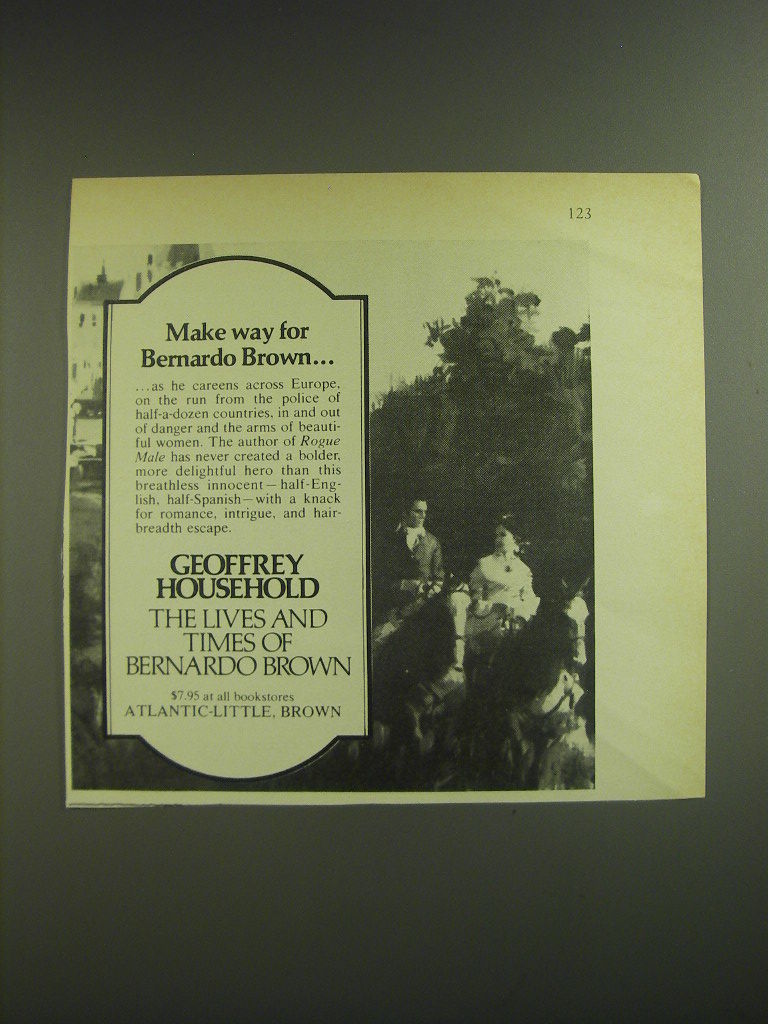 123
Make way for
Bernardo Brown...
...as he careens across Europe,
on the run from the police of
half-a-dozen countries, in and out
of danger and the arms of beauti-
ful women. The author of Rogue
Male has never created a bolder,
more delightful hero than this
breathless innocent—half-Eng-
lish, half-Spanish—with a knack
for romance, intrigue, and hair-
breadth escape.
GEOFFREY
HOUSEHOLD
THE LIVES AND
TIMES OF
BERNARDO BROWN
$7.95 at all bookstores
ATLANTIC-LITTLE, BROWN